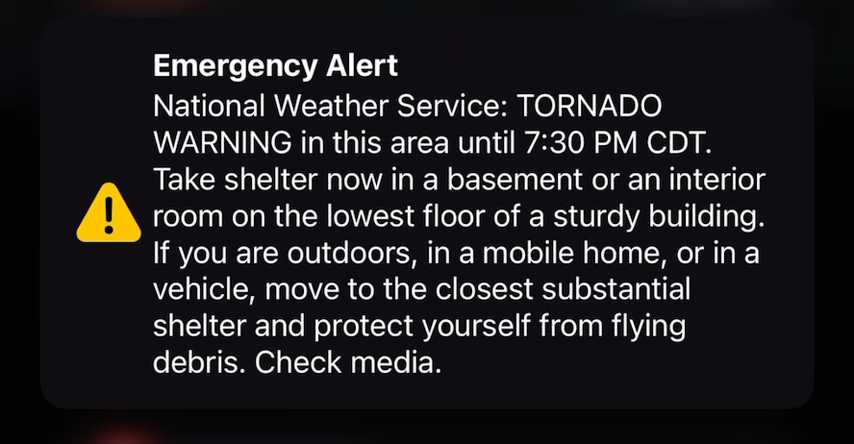 Emergency Alert
National Weather Service: TORNADO
WARNING in this area until 7:30 PM CDT.
Take shelter now in a basement or an interior
room on the lowest floor of a sturdy building.
If you are outdoors, in a mobile home, or in a
vehicle, move to the closest substantial
shelter and protect yourself from flying
debris. Check media.